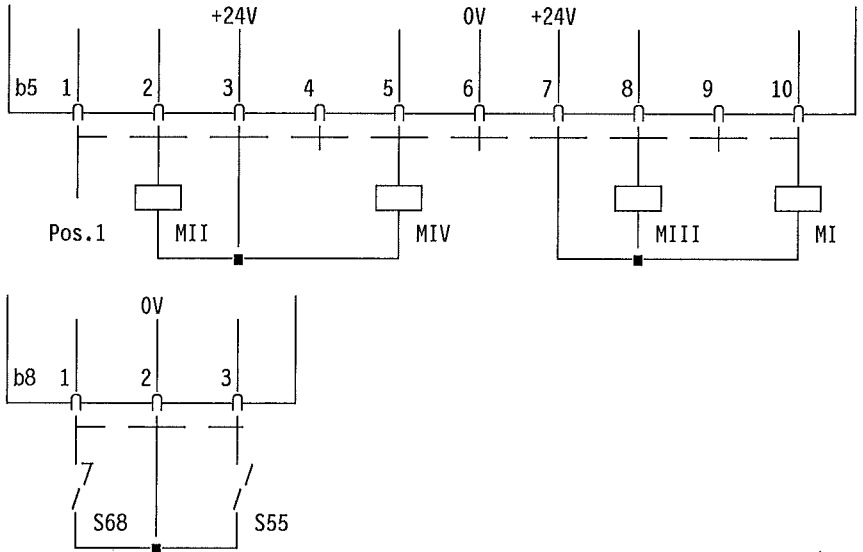 +24V 0V +24V
b5 1 2 3 4 5 6 7 8 9 10
Pos.1 MII MIV MIII MI
0V
b8 1 2 3
S68 S55